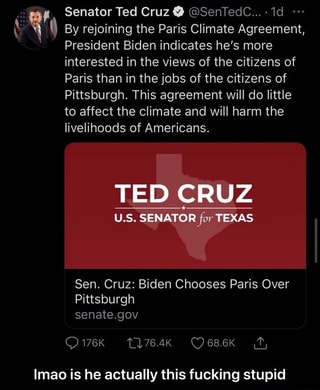 Senator Ted Cruz @SenTedC... · 1d ···
By rejoining the Paris Climate Agreement,
President Biden indicates he's more
interested in the views of the citizens of
Paris than in the jobs of the citizens of
Pittsburgh. This agreement will do little
to affect the climate and will harm the
livelihoods of Americans.
TED CRUZ
U.S. SENATOR for TEXAS
Sen. Cruz: Biden Chooses Paris Over
Pittsburgh
senate.gov
176K 76.4K 68.6K
lmao is he actually this fucking stupid